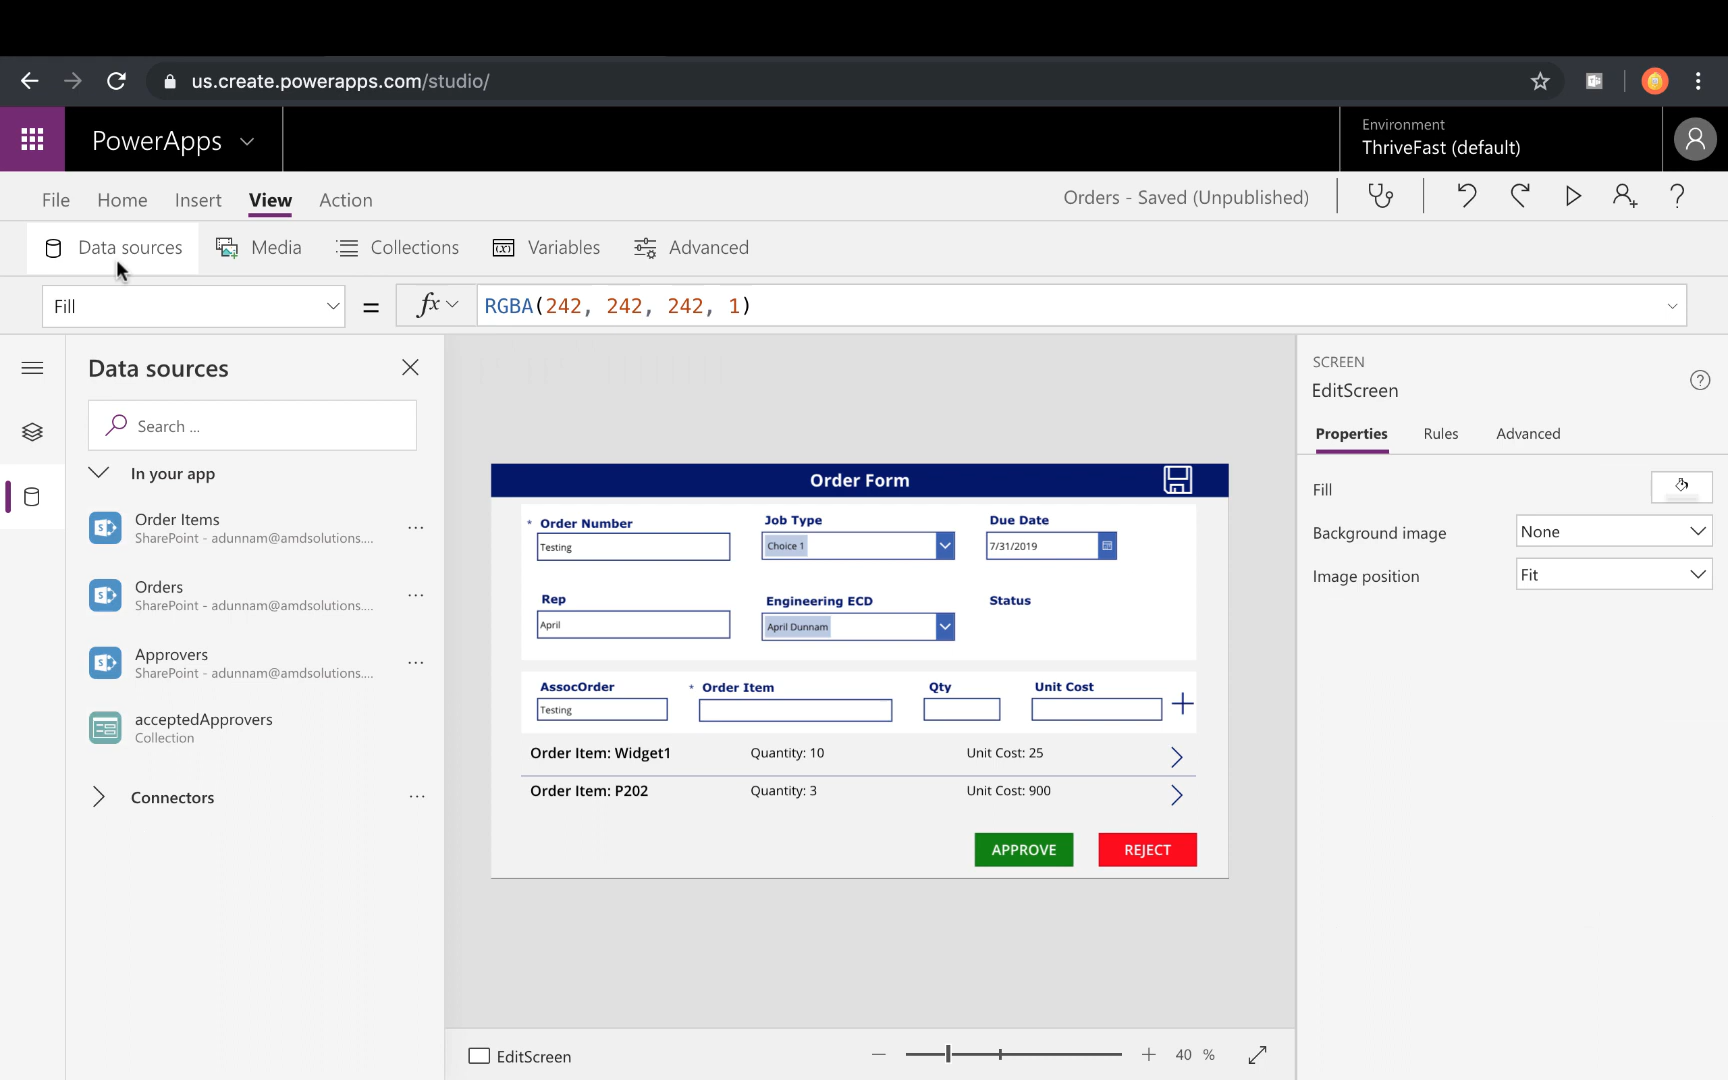 us.create.powerapps.com/studio/
PowerApps
Environment
ThriveFast (default)
File Home Insert View Action
Orders - Saved (Unpublished)
Data sources Media Collections Variables Advanced
Fill = fx RGBA(242, 242, 242, 1)
Data sources
Search ...
In your app
Order Items
SharePoint - adunnam@amdsolutions....
Orders
SharePoint - adunnam@amdsolutions....
Approvers
SharePoint - adunnam@amdsolutions....
acceptedApprovers
Collection
Connectors
Order Form
* Order Number Job Type Due Date
Testing Choice 1 7/31/2019
Rep Engineering ECD Status
April April Dunnam
AssocOrder * Order Item Qty Unit Cost
Testing
Order Item: Widget1 Quantity: 10 Unit Cost: 25
Order Item: P202 Quantity: 3 Unit Cost: 900
APPROVE REJECT
EditScreen
40 %
SCREEN
EditScreen
Properties Rules Advanced
Fill
Background image None
Image position Fit